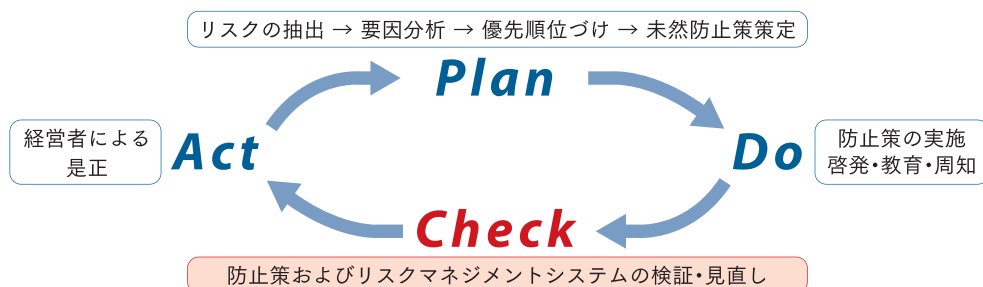 リスクの抽出 → 要因分析 → 優先順位づけ → 未然防止策策定
Plan
経営者による
是正
Act
Do
防止策の実施
啓発・教育・周知
Check
防止策およびリスクマネジメントシステムの検証・見直し